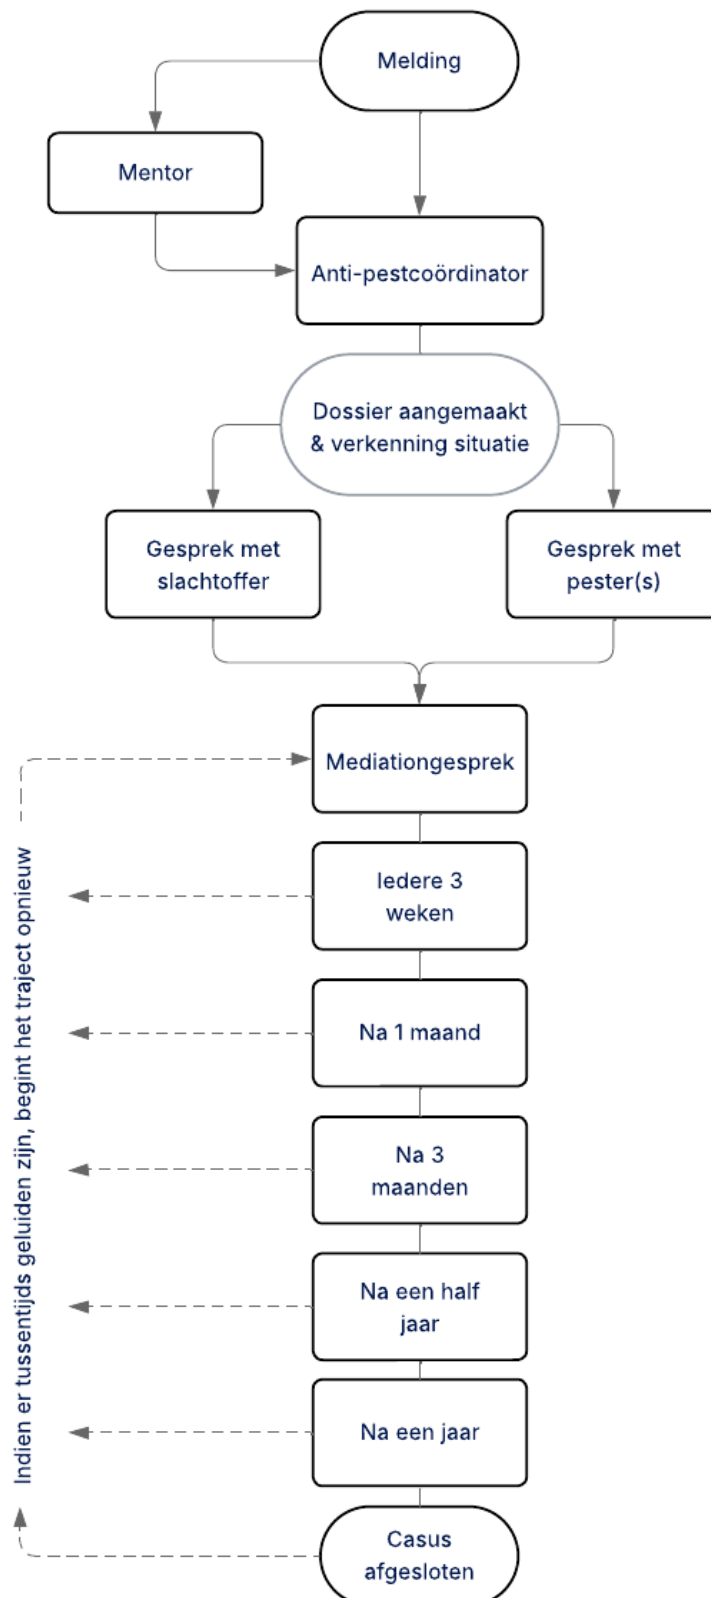 Melding
Mentor
Anti-pestcoördinator
Dossier aangemaakt
& verkenning situatie
Gesprek met
slachtoffer
Gesprek met
pester(s)
Mediationgesprek
Iedere 3
weken
Na 1 maand
Na 3
maanden
Na een half
jaar
Na een jaar
Casus
afgesloten
Indien er tussentijds geluiden zijn, begint het traject opnieuw